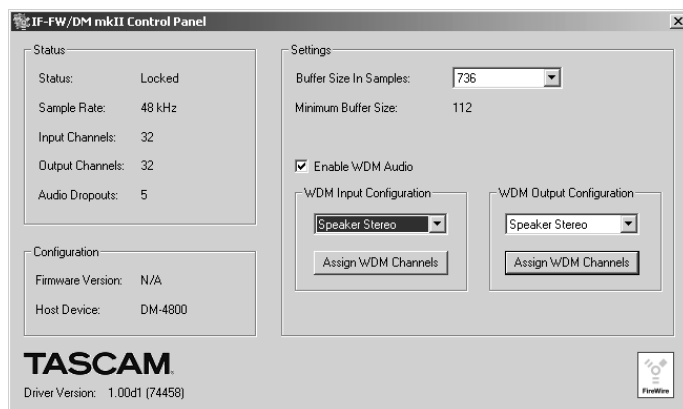 IF-FW/DM mkII Control Panel
Status
Status: Locked
Sample Rate: 48 kHz
Input Channels: 32
Output Channels: 32
Audio Dropouts: 5
Configuration
Firmware Version: N/A
Host Device: DM-4800
Settings
Buffer Size In Samples: 736
Minimum Buffer Size: 112
Enable WDM Audio
WDM Input Configuration
Speaker Stereo
Assign WDM Channels
WDM Output Configuration
Speaker Stereo
Assign WDM Channels
TASCAM
Driver Version: 1.00d1 (74458)
FireWire